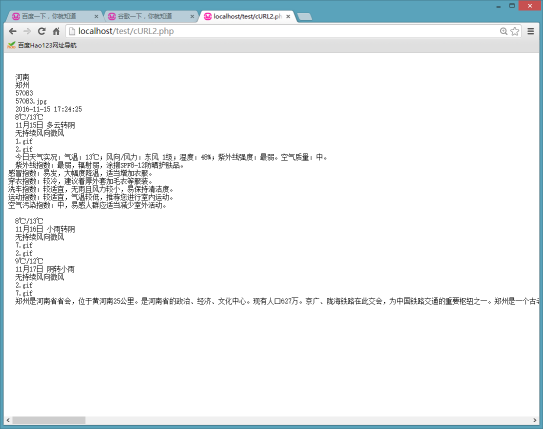 百度一下，你就知道
谷歌一下，你就知道
localhost/test/cURL2.ph
localhost/test/cURL2.php
百度Hao123网址导航
河南
郑州
57083
57083.jpg
2016-11-15 17:24:25
8℃/13℃
11月15日 多云转阴
无持续风向微风
1.gif
2.gif
今日天气实况：气温：13℃；风向/风力：东风 1级；湿度：48%；紫外线强度：最弱。空气质量：中。
紫外线指数：最弱，辐射弱，涂擦SPF8-12防晒护肤品。
感冒指数：易发，大幅度降温，适当增加衣服。
穿衣指数：较冷，建议着厚外套加毛衣等服装。
洗车指数：较适宜，无雨且风力较小，易保持清洁度。
运动指数：较适宜，气温较低，推荐您进行室内运动。
空气污染指数：中，易感人群应适当减少室外活动。
8℃/13℃
11月16日 小雨转阴
无持续风向微风
7.gif
2.gif
9℃/12℃
11月17日 阴转小雨
无持续风向微风
2.gif
7.gif
郑州是河南省省会，位于黄河南25公里。是河南省的政治、经济、文化中心。现有人口627万。京广、陇海铁路在此交会，为中国铁路交通的重要枢纽之一。郑州是一个古老